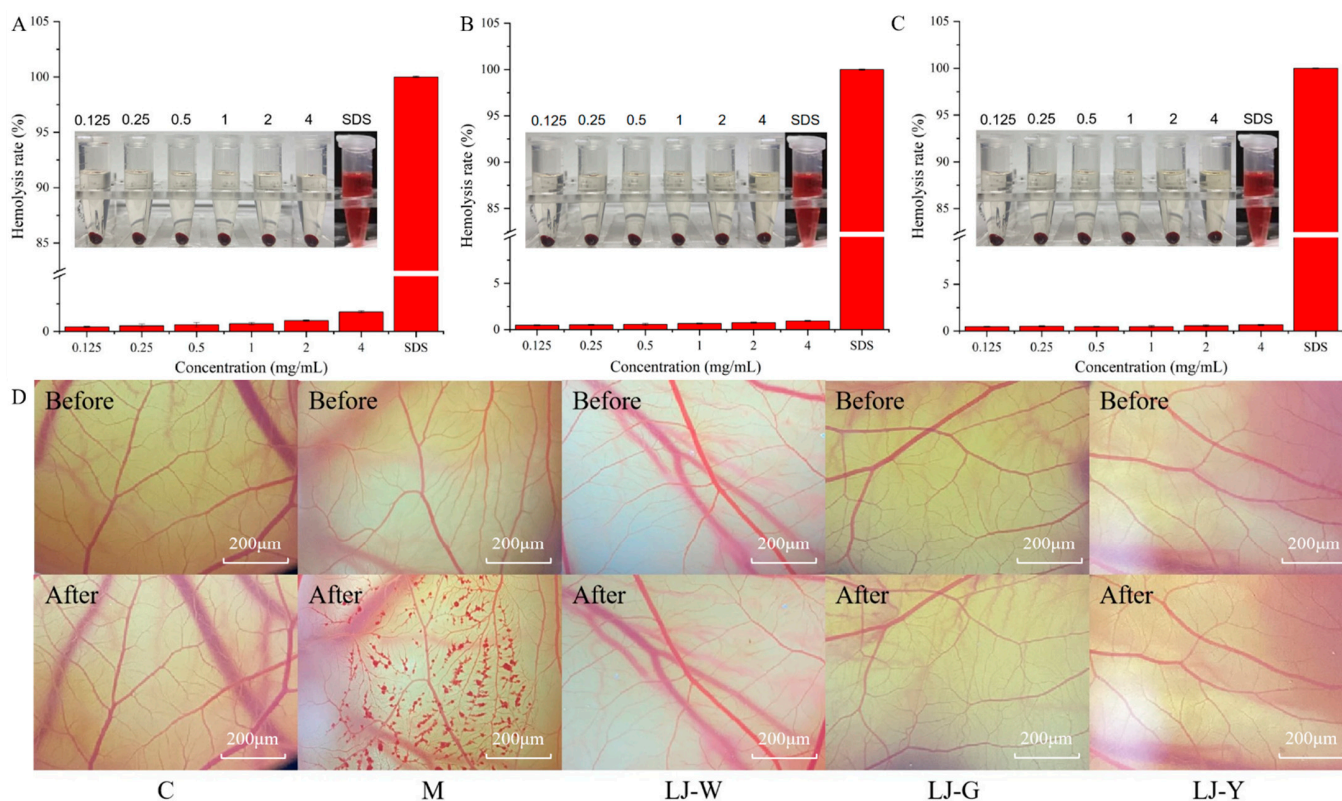 A
105
100
95
90
85
0
Hemolysis rate (%)
0.125 0.25 0.5 1 2 4 SDS
0.125 0.25 0.5 1 2 4 SDS
Concentration (mg/mL)
B
105
100
95
90
85
5
0
Hemolysis rate (%)
0.125 0.25 0.5 1 2 4 SDS
0.125 0.25 0.5 1 2 4 SDS
Concentration (mg/mL)
C
105
100
95
90
85
5
0
Hemolysis rate (%)
0.125 0.25 0.5 1 2 4 SDS
0.125 0.25 0.5 1 2 4 SDS
Concentration (mg/mL)
D
Before Before Before Before Before
200μm 200μm 200μm 200μm 200μm
After After After After After
200μm 200μm 200μm 200μm 200μm
C M LJ-W LJ-G LJ-Y